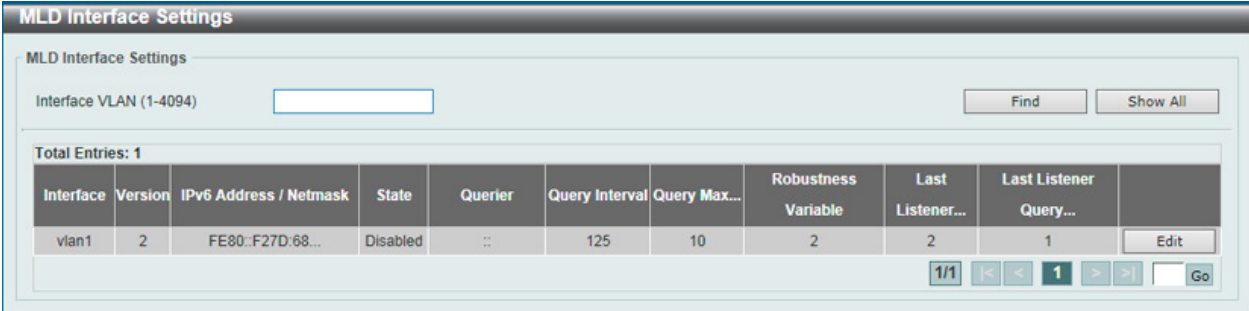 MLD Interface Settings
MLD Interface Settings
Interface VLAN (1-4094) Find Show All
Total Entries: 1
Interface Version IPv6 Address / Netmask State Querier Query Interval Query Max... Robustness Variable Last Listener... Last Listener Query...
vlan1 2 FE80::F27D:68... Disabled :: 125 10 2 2 1 Edit
1/1 |< < 1 > >| Go